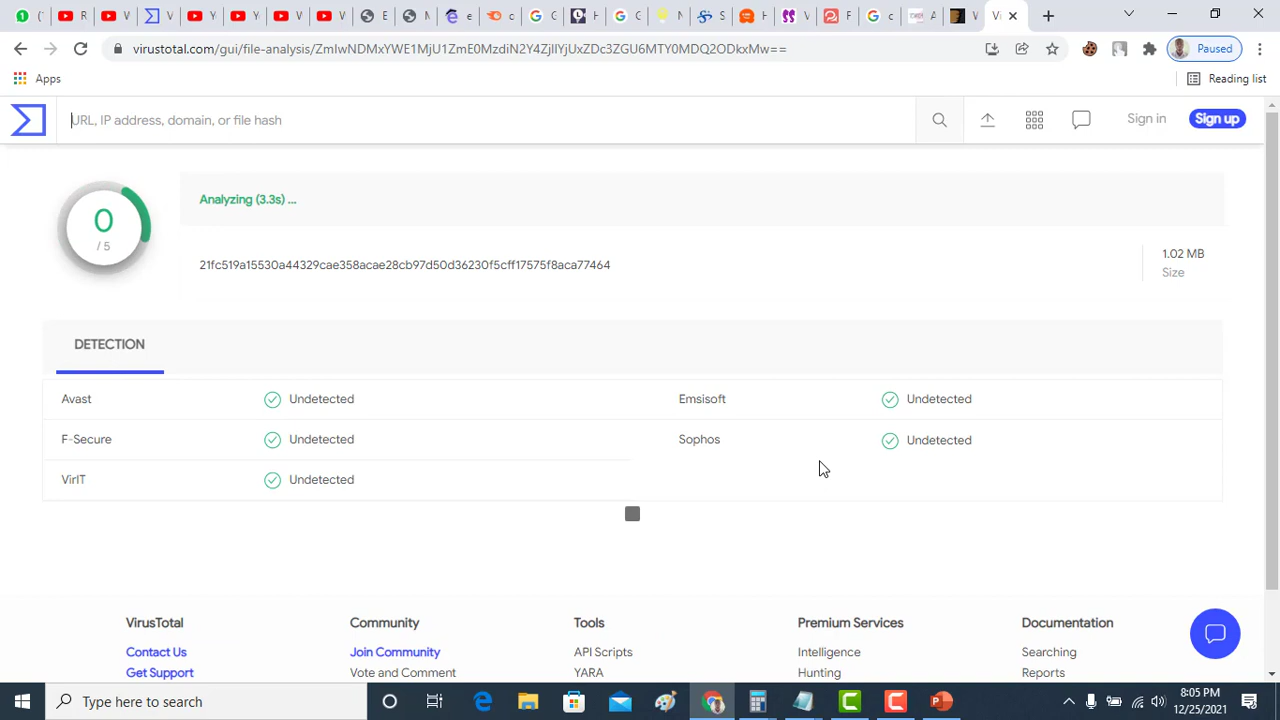 virustotal.com/gui/file-analysis/ZmIwNDMxYWE1MjU1ZmE0MzdiN2Y4ZjllYjUxZDc3ZGU6MTY0MDQ2ODkxMw==
Paused
Apps
Reading list
URL, IP address, domain, or file hash
Sign in
Sign up
0
/ 5
Analyzing (3.3s) ...
21fc519a15530a44329cae358acae28cb97d50d36230f5cff17575f8aca77464
1.02 MB
Size
DETECTION
Avast
Undetected
Emsisoft
Undetected
F-Secure
Undetected
Sophos
Undetected
VirIT
Undetected
VirusTotal
Community
Tools
Premium Services
Documentation
Contact Us
Join Community
API Scripts
Intelligence
Searching
Get Support
Vote and Comment
YARA
Hunting
Reports
Type here to search
8:05 PM
12/25/2021